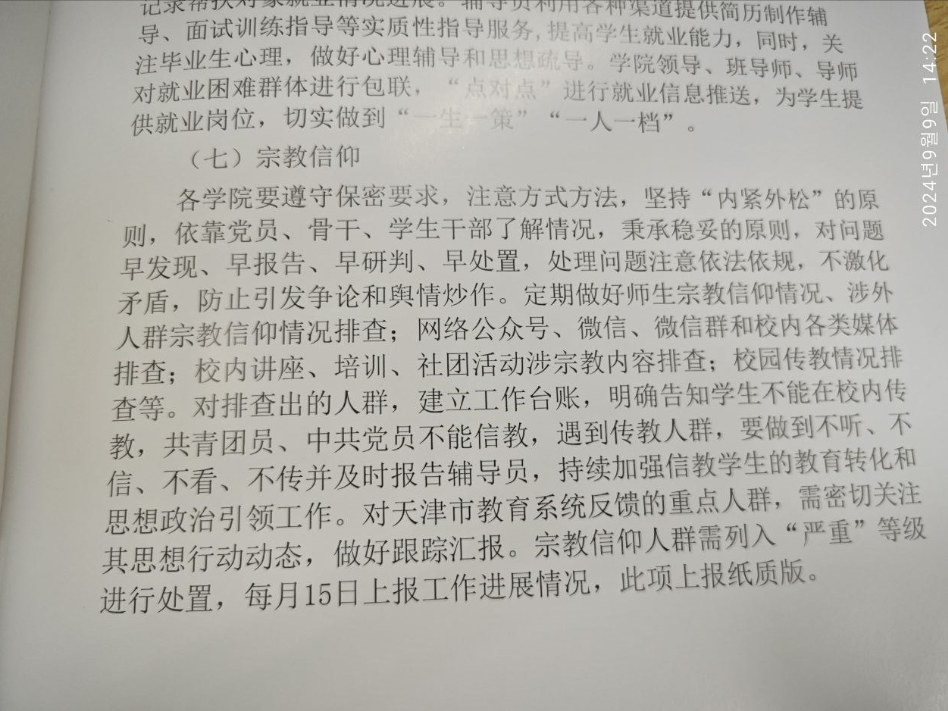 记录帮扶对象就业情况进展。辅导员利用各种渠道提供简历制作辅
导、面试训练指导等实质性指导服务,提高学生就业能力，同时，关
注毕业生心理，做好心理辅导和思想疏导。学院领导、班导师、导师
对就业困难群体进行包联，“点对点”进行就业信息推送，为学生提
供就业岗位，切实做到“一生一策”“一人一档”。
（七）宗教信仰
各学院要遵守保密要求，注意方式方法，坚持“内紧外松”的原
则，依靠党员、骨干、学生干部了解情况，秉承稳妥的原则，对问题
早发现、早报告、早研判、早处置，处理问题注意依法依规，不激化
矛盾，防止引发争论和舆情炒作。定期做好师生宗教信仰情况、涉外
人群宗教信仰情况排查；网络公众号、微信、微信群和校内各类媒体
排查；校内讲座、培训、社团活动涉宗教内容排查；校园传教情况排
查等。对排查出的人群，建立工作台账，明确告知学生不能在校内传
教，共青团员、中共党员不能信教，遇到传教人群，要做到不听、不
信、不看、不传并及时报告辅导员，持续加强信教学生的教育转化和
思想政治引领工作。对天津市教育系统反馈的重点人群，需密切关注
其思想行动动态，做好跟踪汇报。宗教信仰人群需列入“严重”等级
进行处置，每月15日上报工作进展情况，此项上报纸质版。
2024年9月9日 14:22